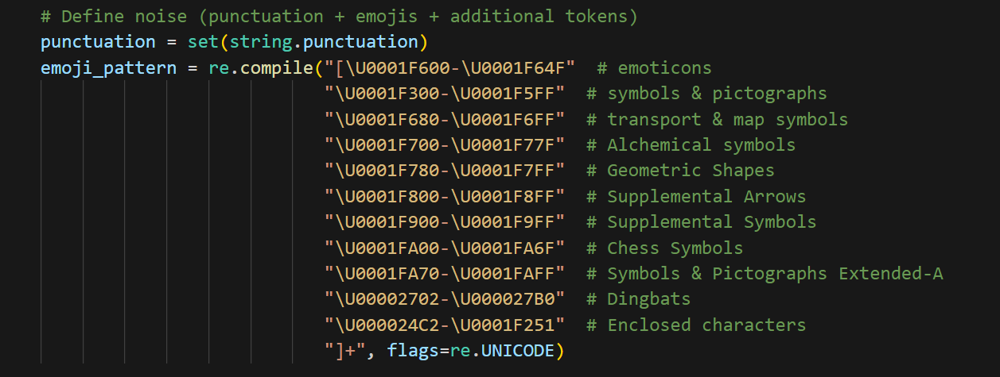 # Define noise (punctuation + emojis + additional tokens)
punctuation = set(string.punctuation)
emoji_pattern = re.compile("[\U0001F600-\U0001F64F"  # emoticons
"\U0001F300-\U0001F5FF"  # symbols & pictographs
"\U0001F680-\U0001F6FF"  # transport & map symbols
"\U0001F700-\U0001F77F"  # Alchemical symbols
"\U0001F780-\U0001F7FF"  # Geometric Shapes
"\U0001F800-\U0001F8FF"  # Supplemental Arrows
"\U0001F900-\U0001F9FF"  # Supplemental Symbols
"\U0001FA00-\U0001FA6F"  # Chess Symbols
"\U0001FA70-\U0001FAFF"  # Symbols & Pictographs Extended-A
"\U00002702-\U000027B0"  # Dingbats
"\U000024C2-\U0001F251"  # Enclosed characters
"]+", flags=re.UNICODE)